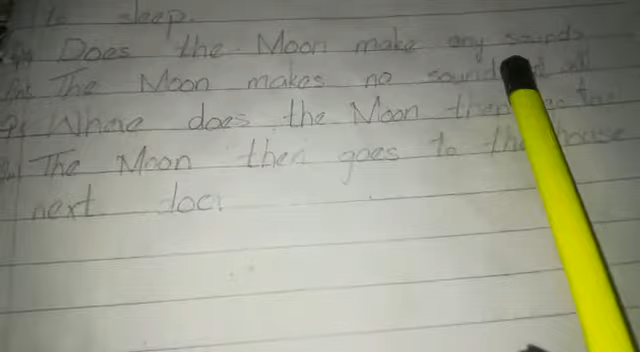 to sleep.
Does the Moon make any sounds
The Moon makes no sound all
Where does the Moon then
The Moon then goes to the house
next door